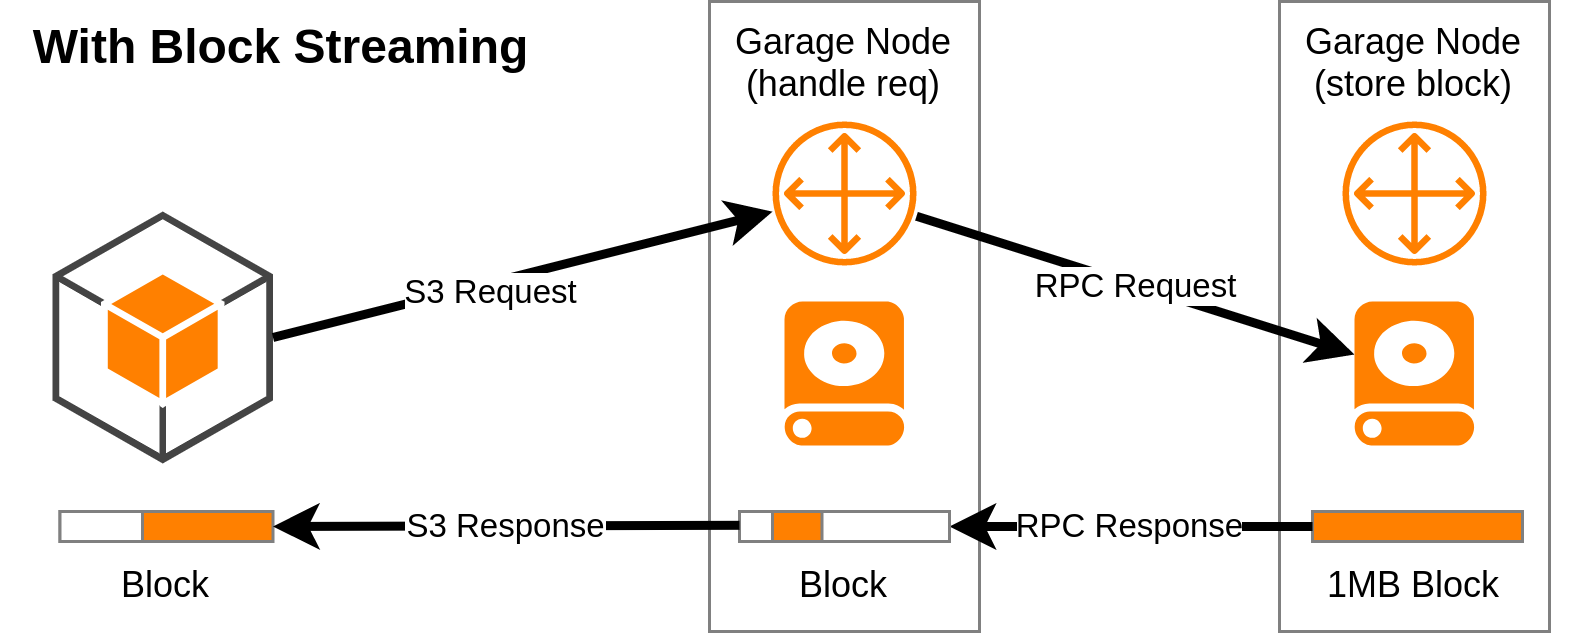 With Block Streaming
Garage Node
(handle req)
Garage Node
(store block)
S3 Request
RPC Request
S3 Response
RPC Response
Block
Block
1MB Block